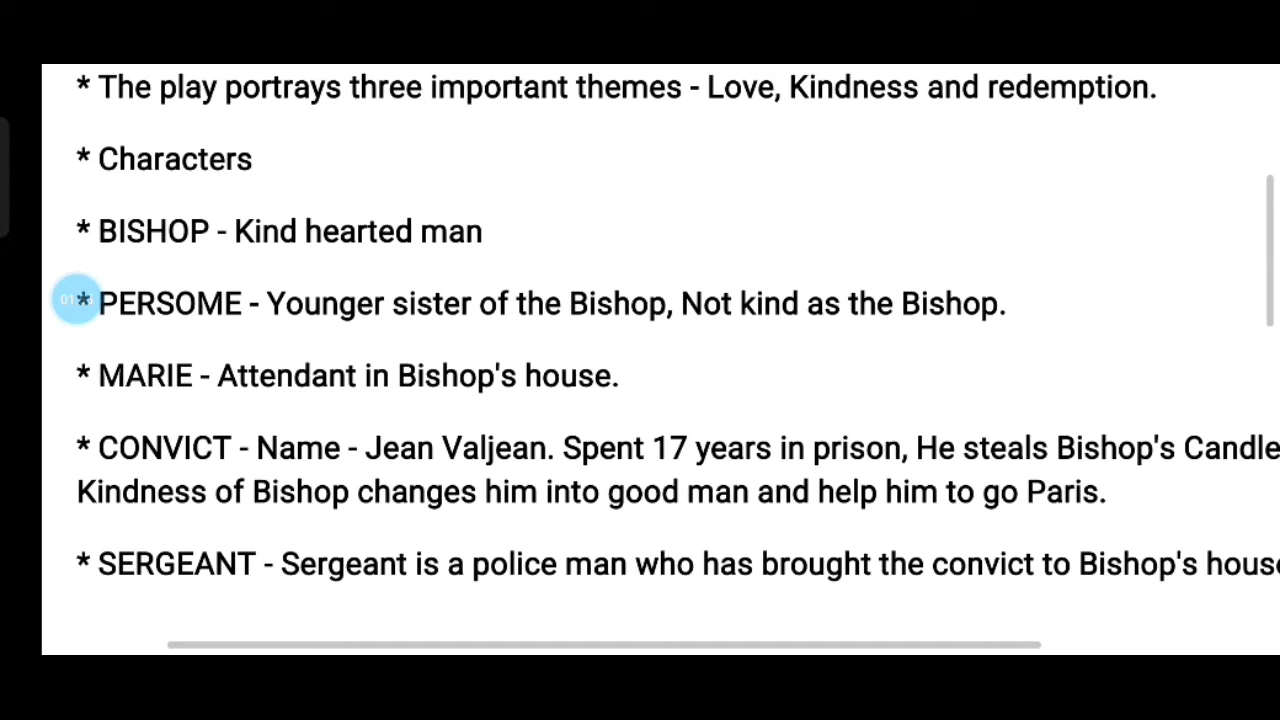 * The play portrays three important themes - Love, Kindness and redemption.
* Characters
* BISHOP - Kind hearted man
* PERSOME - Younger sister of the Bishop, Not kind as the Bishop.
* MARIE - Attendant in Bishop's house.
* CONVICT - Name - Jean Valjean. Spent 17 years in prison, He steals Bishop's Candle
Kindness of Bishop changes him into good man and help him to go Paris.
* SERGEANT - Sergeant is a police man who has brought the convict to Bishop's hous